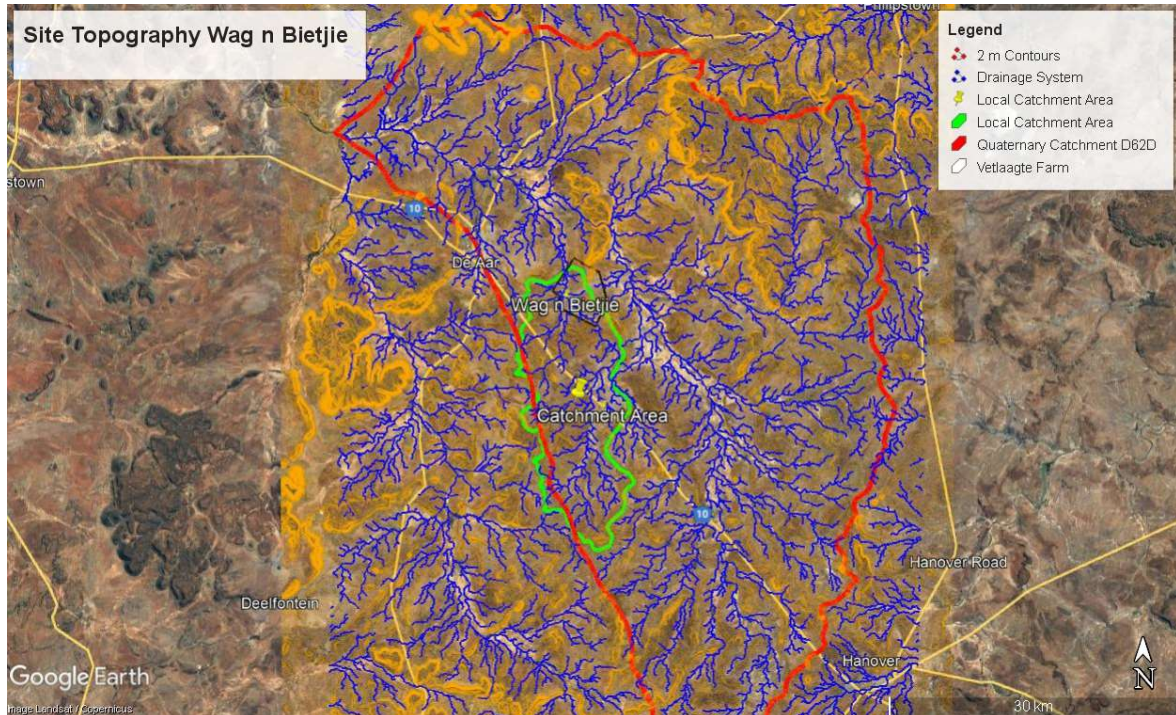 Site Topography Wag n Bietjie
Philipstown
Legend
2 m Contours
Drainage System
Local Catchment Area
Local Catchment Area
Quaternary Catchment D62D
Vetlaagte Farm
stown
10
De Aar
Wag n Bietjie
Catchment Area
10
Hanover Road
Deelfontein
Hanover
N
Google Earth
Image Landsat / Copernicus
30 km